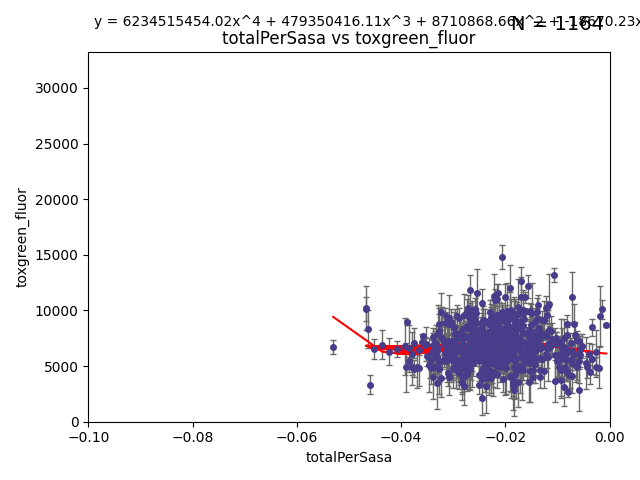 y = 6234515454.02x^4 + 479350416.11x^3 + 8710868.66x^2 +
N = 1164
totalPerSasa vs toxgreen_fluor
30000
25000
20000
15000
10000
5000
0
toxgreen_fluor
−0.10 −0.08 −0.06 −0.04 −0.02 0.00
totalPerSasa